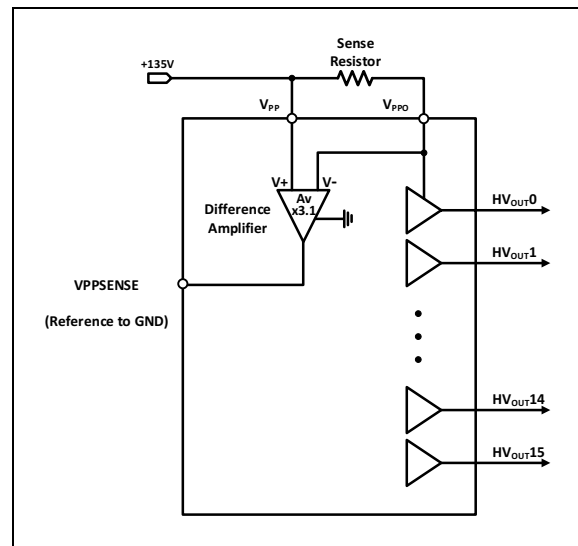 Sense
Resistor
+135V
VPP
VPPO
V+
V-
Av
x3.1
Difference
Amplifier
HVOUT0
HVOUT1
VPPSENSE
(Reference to GND)
HVOUT14
HVOUT15